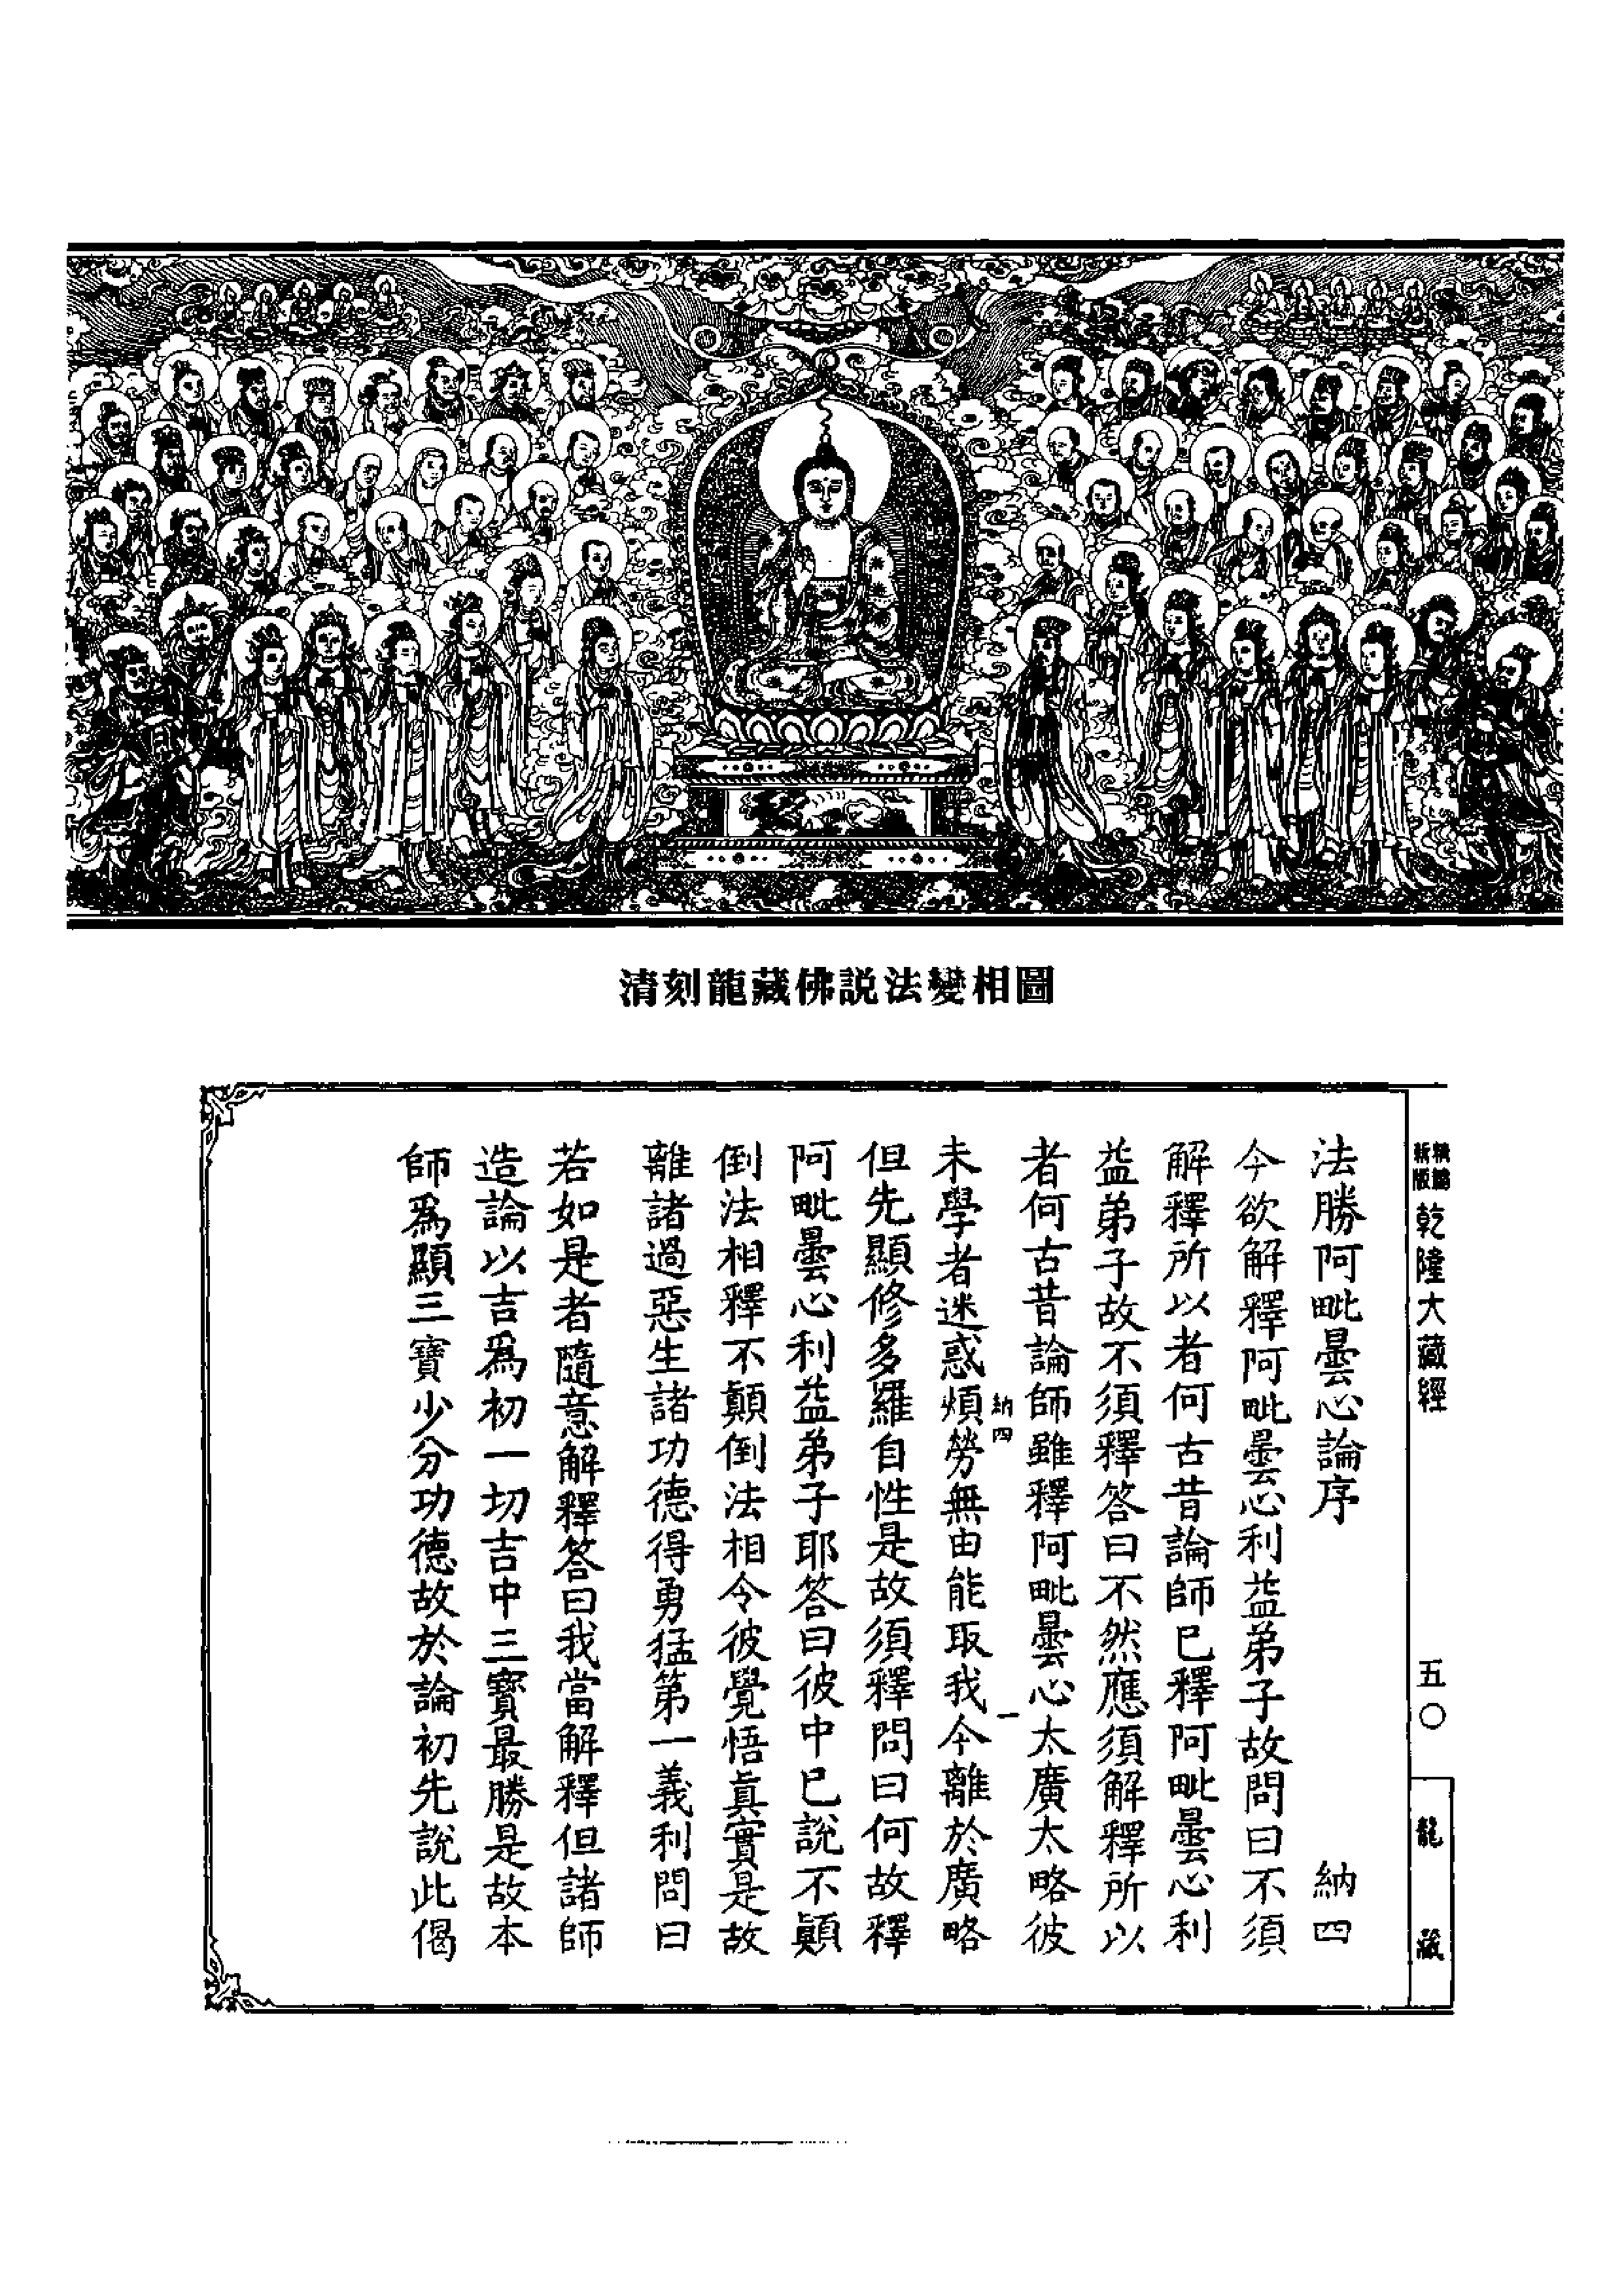 清刻龍藏佛説法變相圖
新版
精縮
乾隆大藏經
五〇
龍藏
法勝阿毗曇心論序 納四
今欲解釋阿毗曇心利益弟子故問曰不須
解釋所以者何古昔論師已釋阿毗曇心利
益弟子故不須釋答曰不然應須解釋所以
者何古昔論師雖釋阿毗曇心太廣太略彼
納四 一
未學者迷惑煩勞無由能取我今離於廣略
但先顯修多羅自性是故須釋問曰何故釋
阿毗曇心利益弟子耶答曰彼中已說不顛
倒法相釋不顛倒法相令彼覺悟眞實是故
離諸過惡生諸功德得勇猛第一義利問曰
若如是者隨意解釋答曰我當解釋但諸師
造論以吉爲初一切吉中三寶最勝是故本
師爲顯三寶少分功德故於論初先說此偈